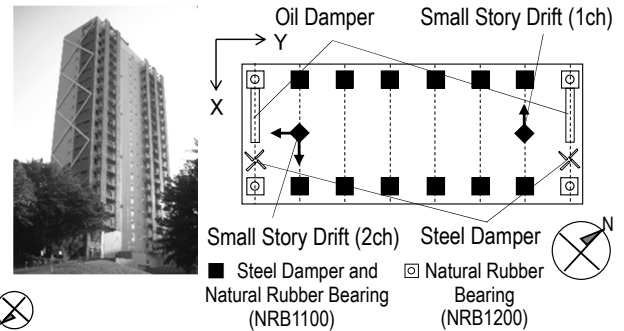 Oil Damper
Small Story Drift (1ch)
Y
X
Small Story Drift (2ch)
Steel Damper
N
Steel Damper and
Natural Rubber Bearing
(NRB1100)
Natural Rubber
Bearing
(NRB1200)